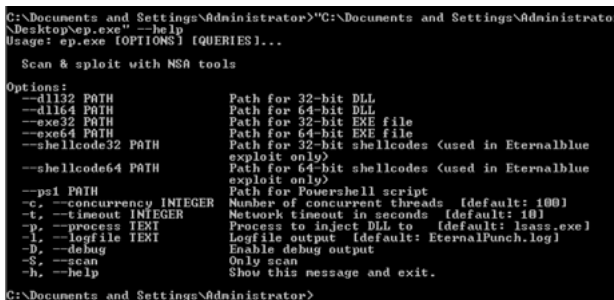 C:\Documents and Settings\Administrator>"C:\Documents and Settings\Administrato
\Desktop\ep.exe" --help
Usage: ep.exe [OPTIONS] [QUERIES]...
Scan & sploit with NSA tools
Options:
--dll32 PATH Path for 32-bit DLL
--dll64 PATH Path for 64-bit DLL
--exe32 PATH Path for 32-bit EXE file
--exe64 PATH Path for 64-bit EXE file
--shellcode32 PATH Path for 32-bit shellcodes (used in Eternalblue
exploit only)
--shellcode64 PATH Path for 64-bit shellcodes (used in Eternalblue
exploit only)
--ps1 PATH Path for Powershell script
-c, --concurrency INTEGER Number of concurrent threads [default: 100]
-t, --timeout INTEGER Network timeout in seconds [default: 10]
-p, --process TEXT Process to inject DLL to [default: lsass.exe]
-l, --logfile TEXT Logfile output [default: EternalPunch.log]
-D, --debug Enable debug output
-S, --scan Only scan
-h, --help Show this message and exit.
C:\Documents and Settings\Administrator>